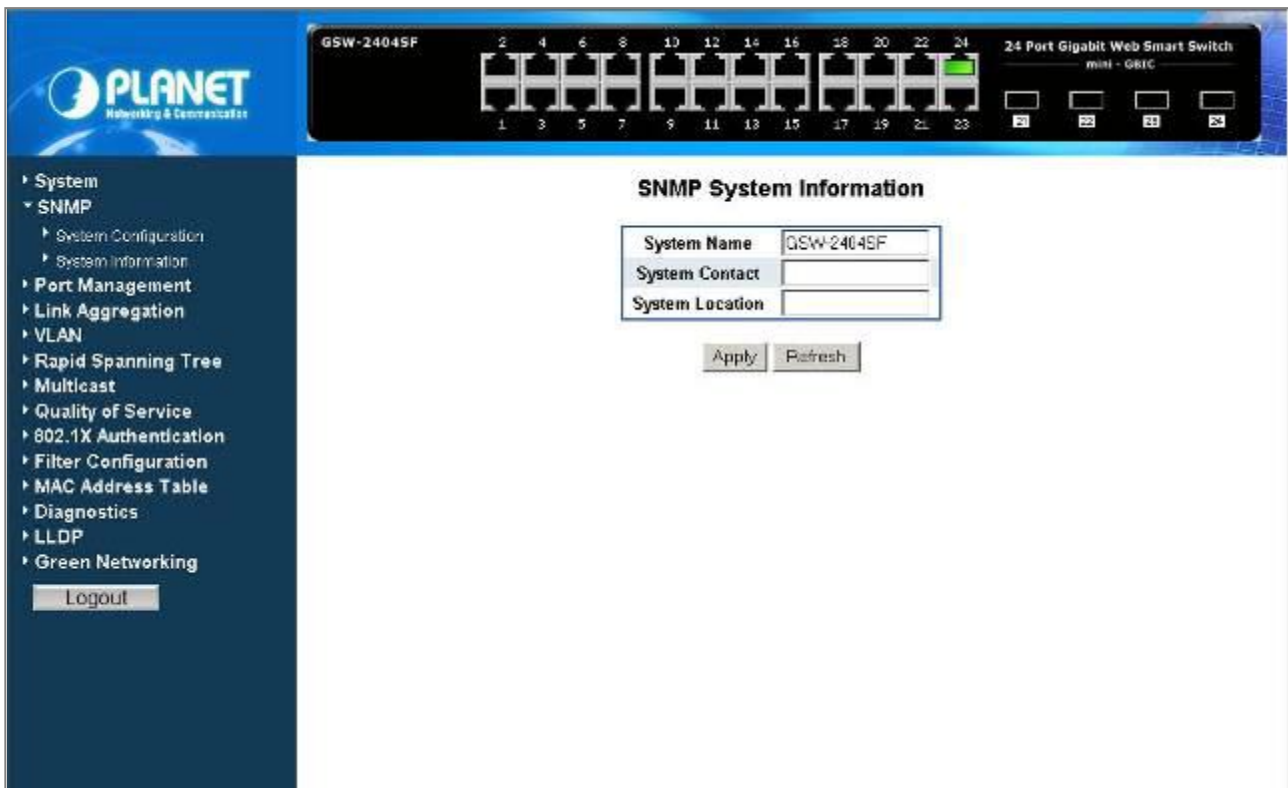 PLANET
Networking & Communication
GSW-2404SF
2 4 6 8 10 12 14 16 18 20 22 24
1 3 5 7 9 11 13 15 17 19 21 23
24 Port Gigabit Web Smart Switch
mini - GBIC
21 22 23 24
System
SNMP
System Configuration
System Information
Port Management
Link Aggregation
VLAN
Rapid Spanning Tree
Multicast
Quality of Service
802.1X Authentication
Filter Configuration
MAC Address Table
Diagnostics
LLDP
Green Networking
Logout
SNMP System Information
System Name GSW-2404SF
System Contact
System Location
Apply Refresh